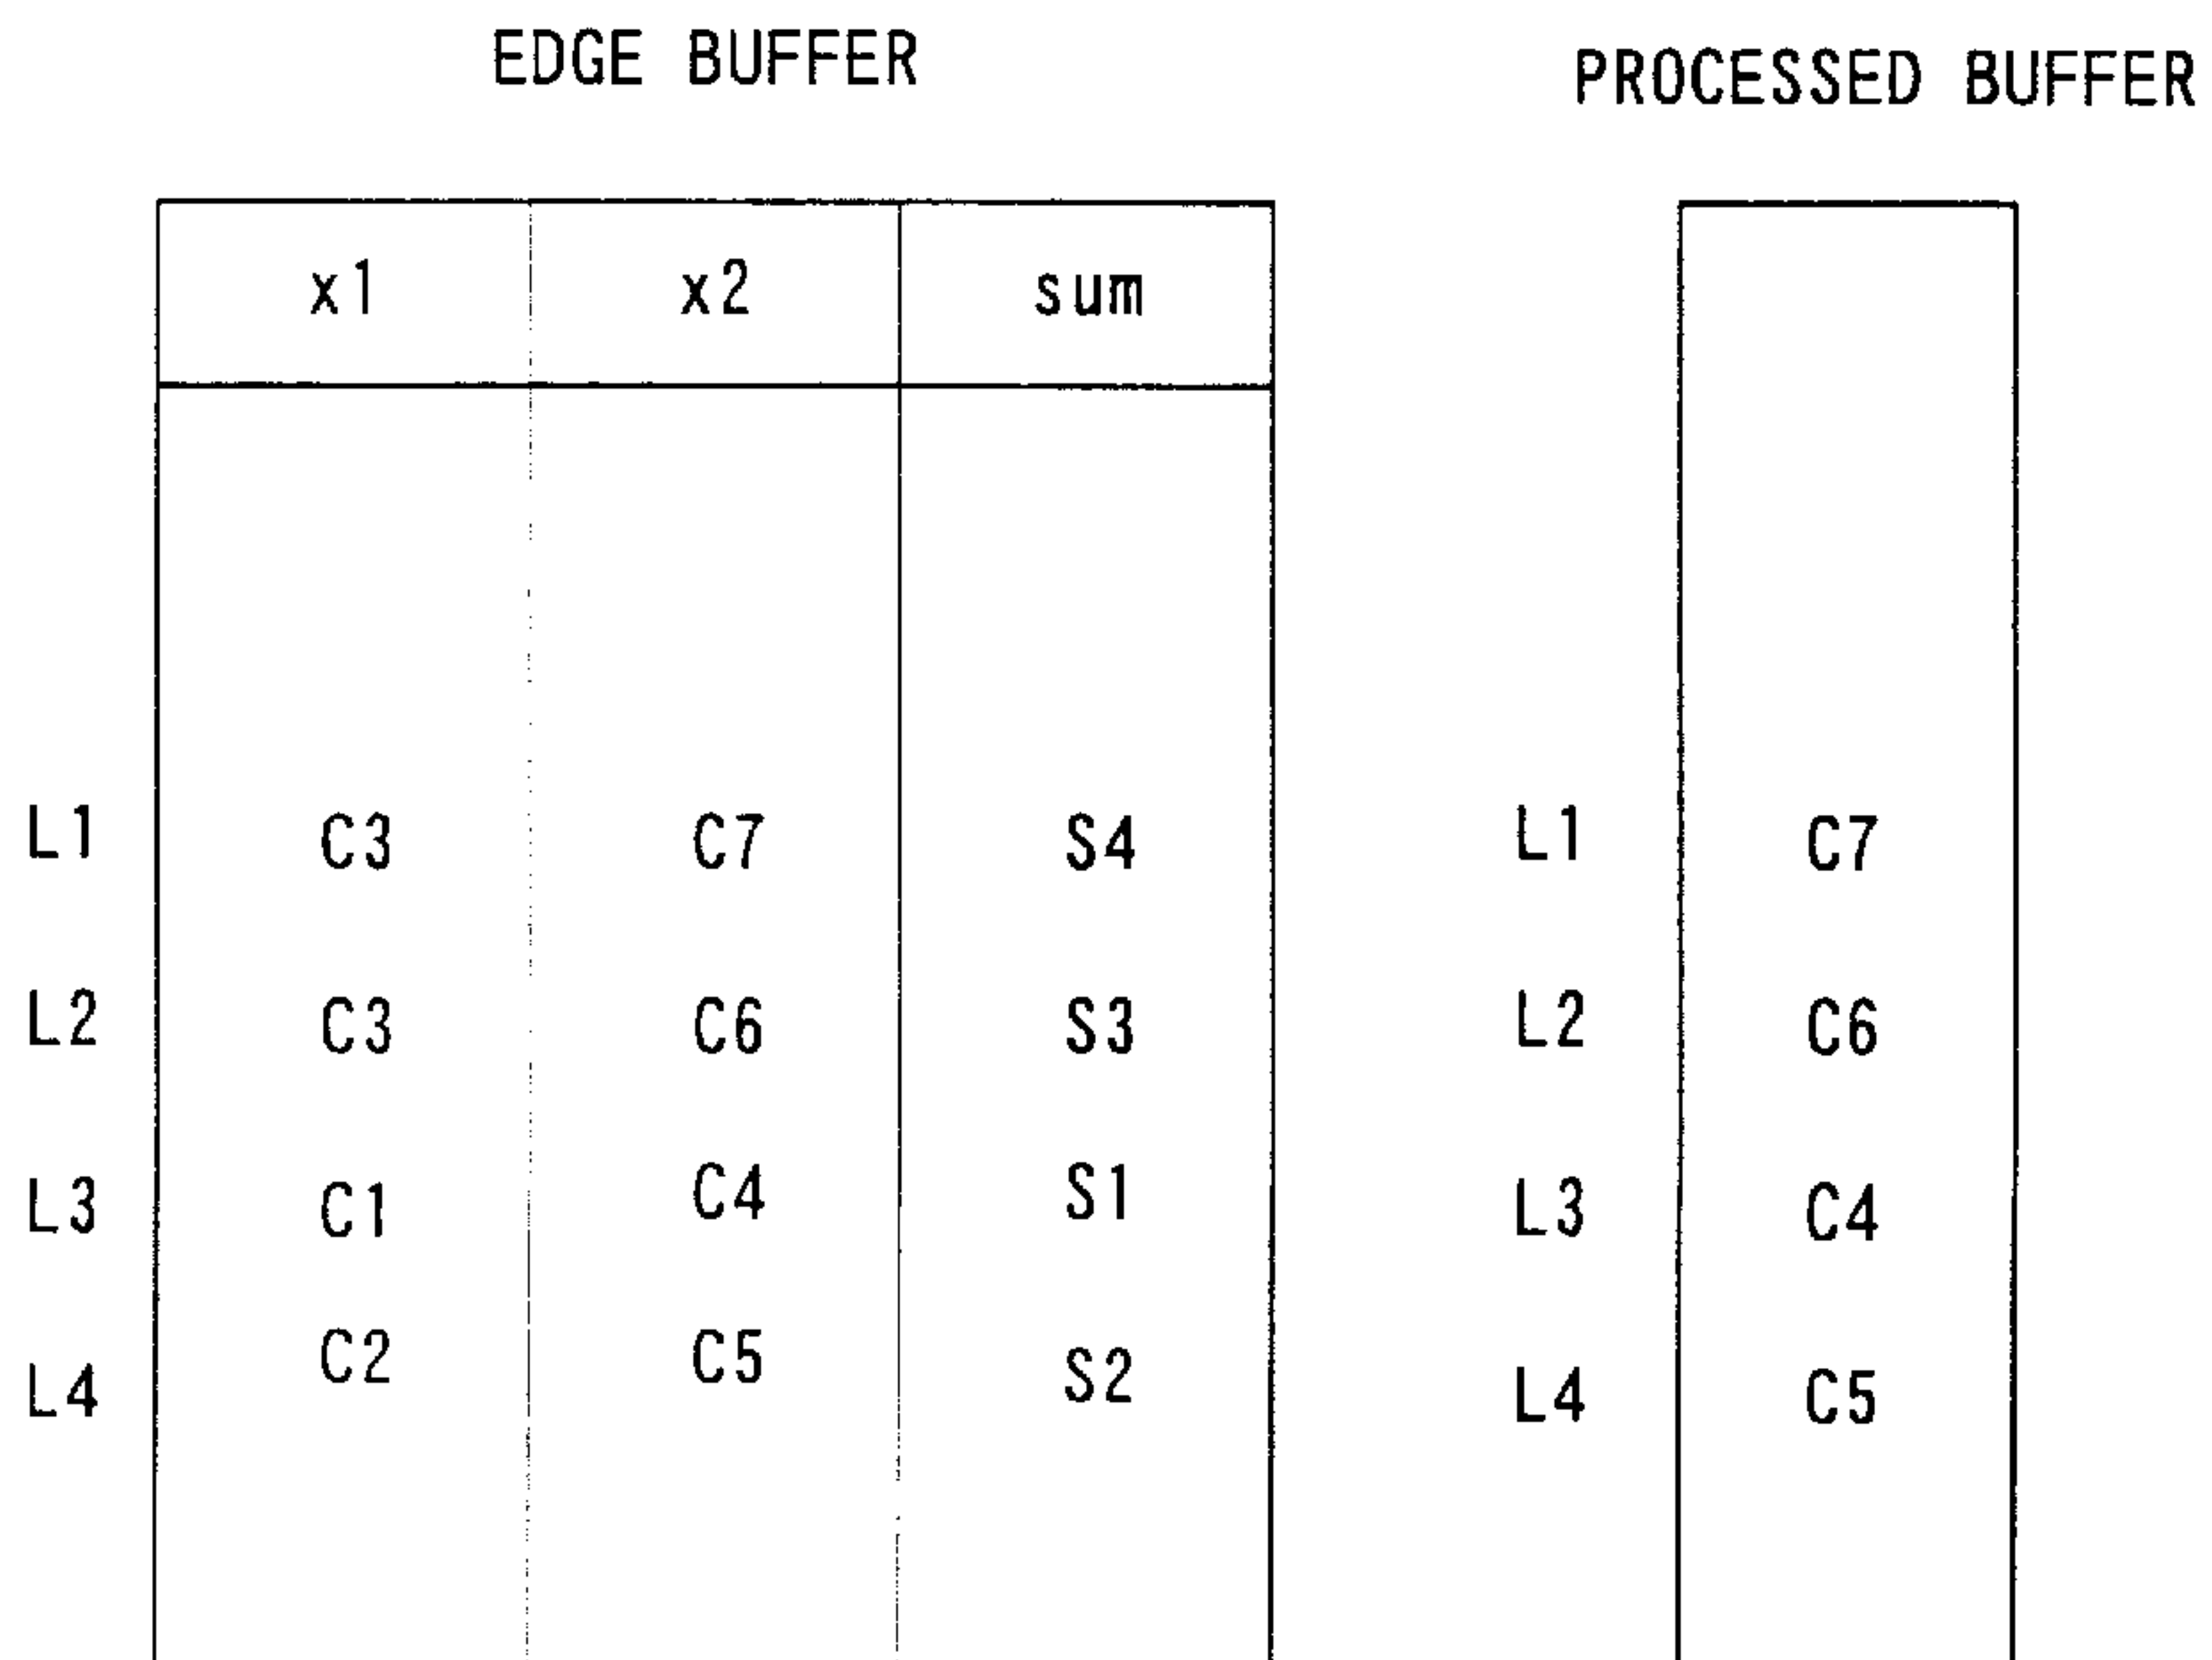 EDGE BUFFER
x1 x2 sum
L1 C3 C7 S4
L2 C3 C6 S3
L3 C1 C4 S1
L4 C2 C5 S2
PROCESSED BUFFER
L1 C7
L2 C6
L3 C4
L4 C5